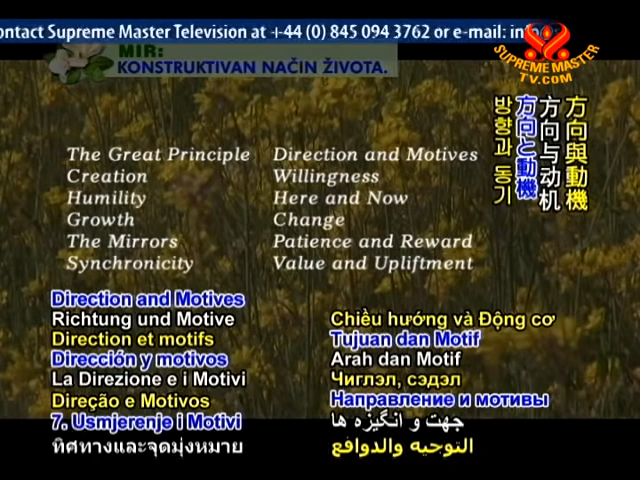 ontact Supreme Master Television at +44 (0) 845 094 3762 or e-mail: info
SUPREME MASTER
TV.COM
MIR:
KONSTRUKTIVAN NAČIN ŽIVOTA.
方向與動機
方向与动机
方向と動機
방향과 동기
The Great Principle
Creation
Humility
Growth
The Mirrors
Synchronicity
Direction and Motives
Willingness
Here and Now
Change
Patience and Reward
Value and Upliftment
Direction and Motives
Richtung und Motive
Direction et motifs
Dirección y motivos
La Direzione e i Motivi
Direção e Motivos
7. Usmjerenje i Motivi
ทิศทางและจุดมุ่งหมาย
Chiều hướng và Động cơ
Tujuan dan Motif
Arah dan Motif
Чиглэл, сэдэл
Направление и мотивы
جهت و انگیزه ها
التوجيه والدوافع